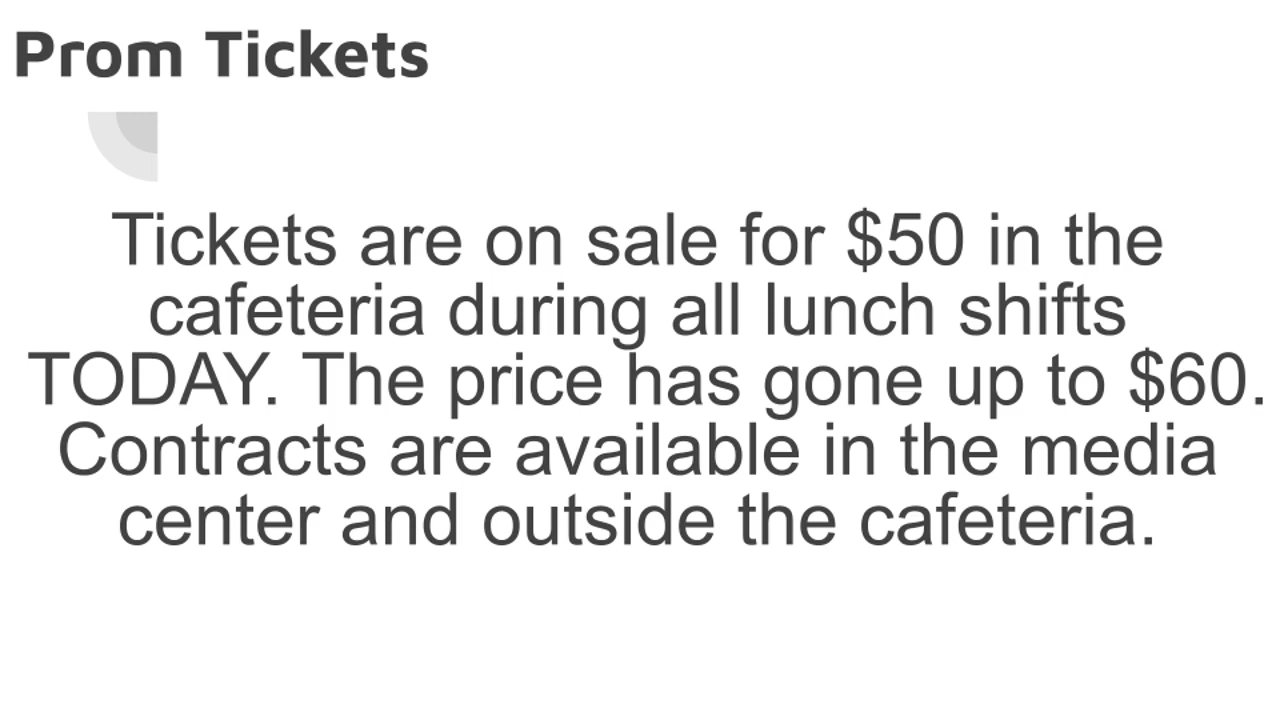 Prom Tickets
Tickets are on sale for $50 in the
cafeteria during all lunch shifts
TODAY. The price has gone up to $60.
Contracts are available in the media
center and outside the cafeteria.